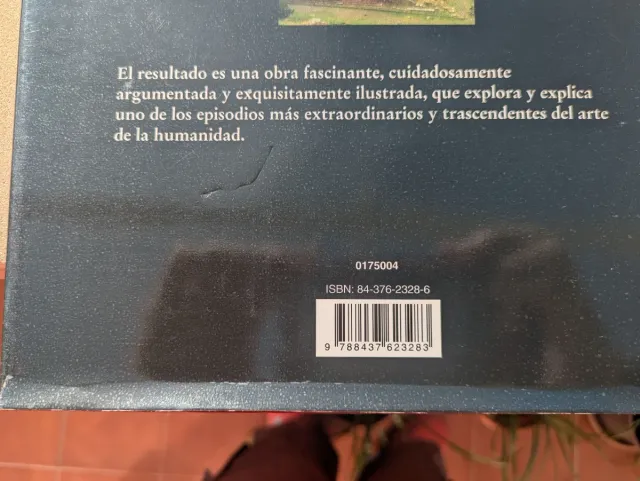 El resultado es una obra fascinante, cuidadosamente
argumentada y exquisitamente ilustrada, que explora y explica
uno de los episodios más extraordinarios y trascendentes del arte
de la humanidad.
0175004
ISBN: 84-376-2328-6
9 788437 623283